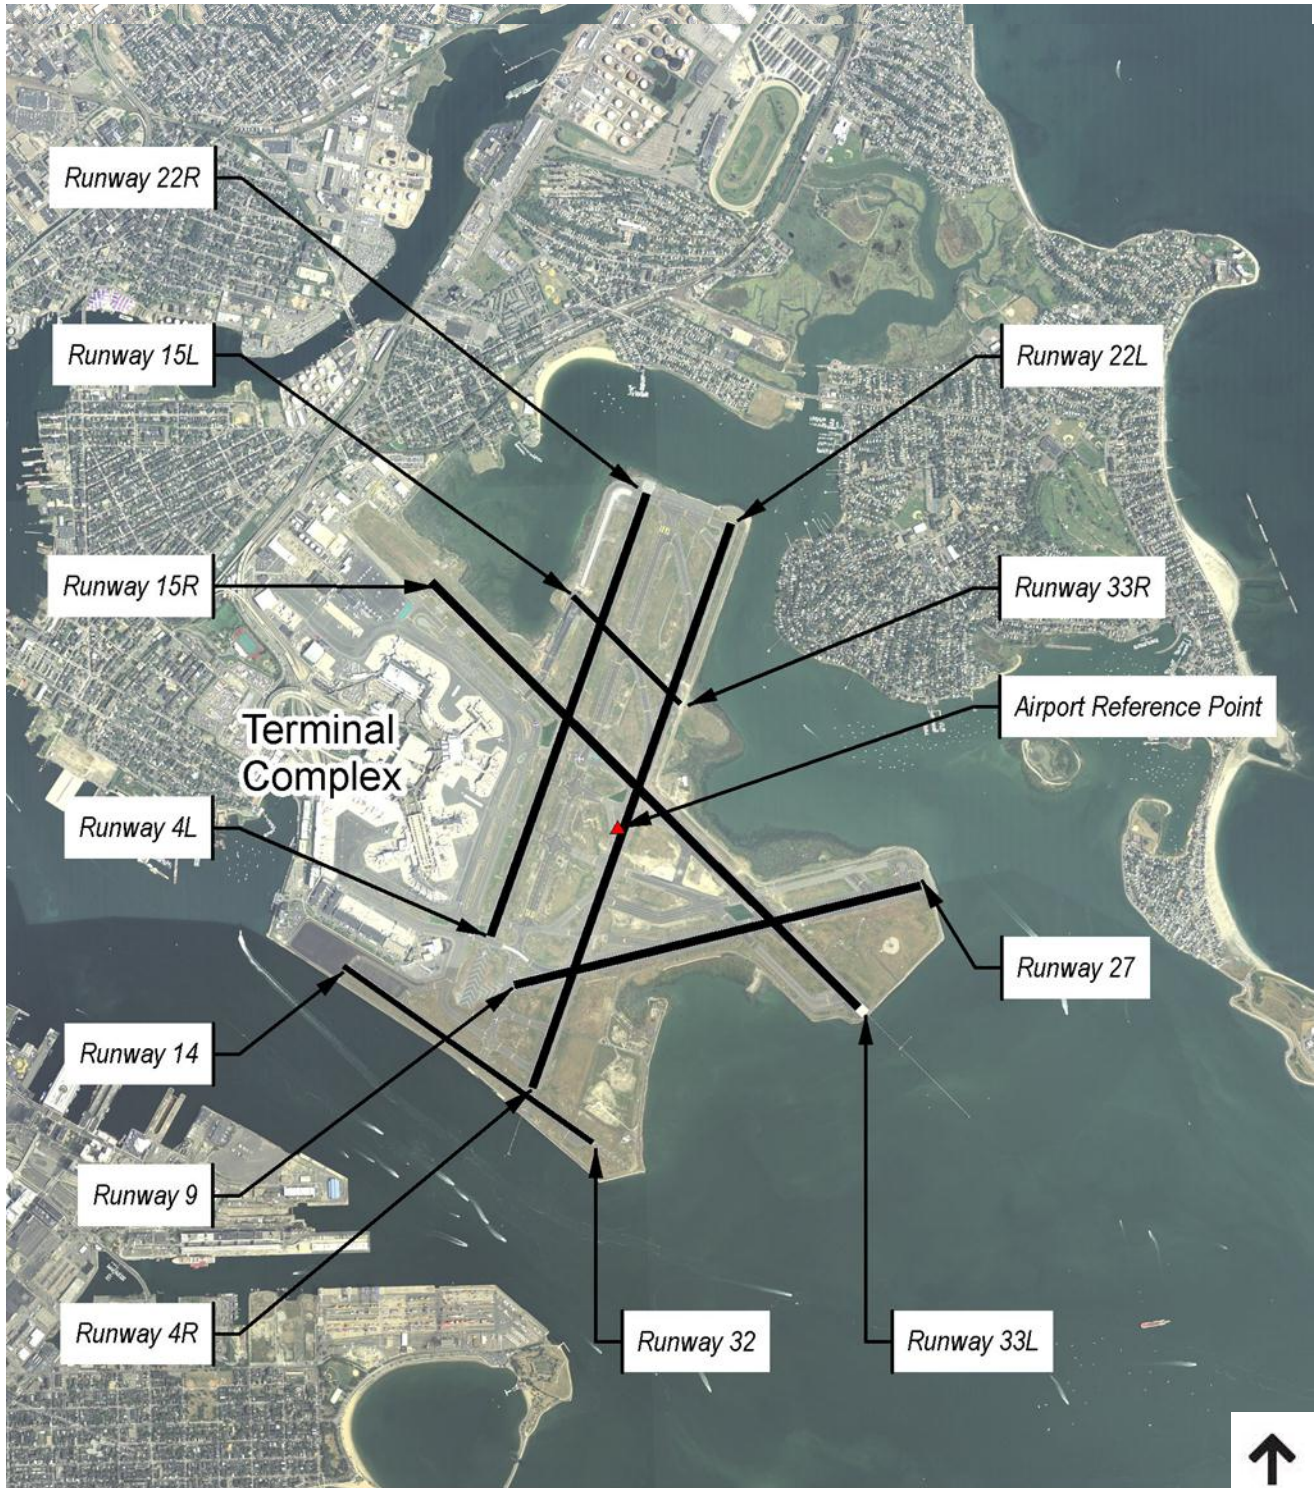 Runway 22R
Runway 15L
Runway 22L
Runway 15R
Runway 33R
Airport Reference Point
Terminal
Complex
Runway 4L
Runway 27
Runway 14
Runway 9
Runway 4R
Runway 32
Runway 33L